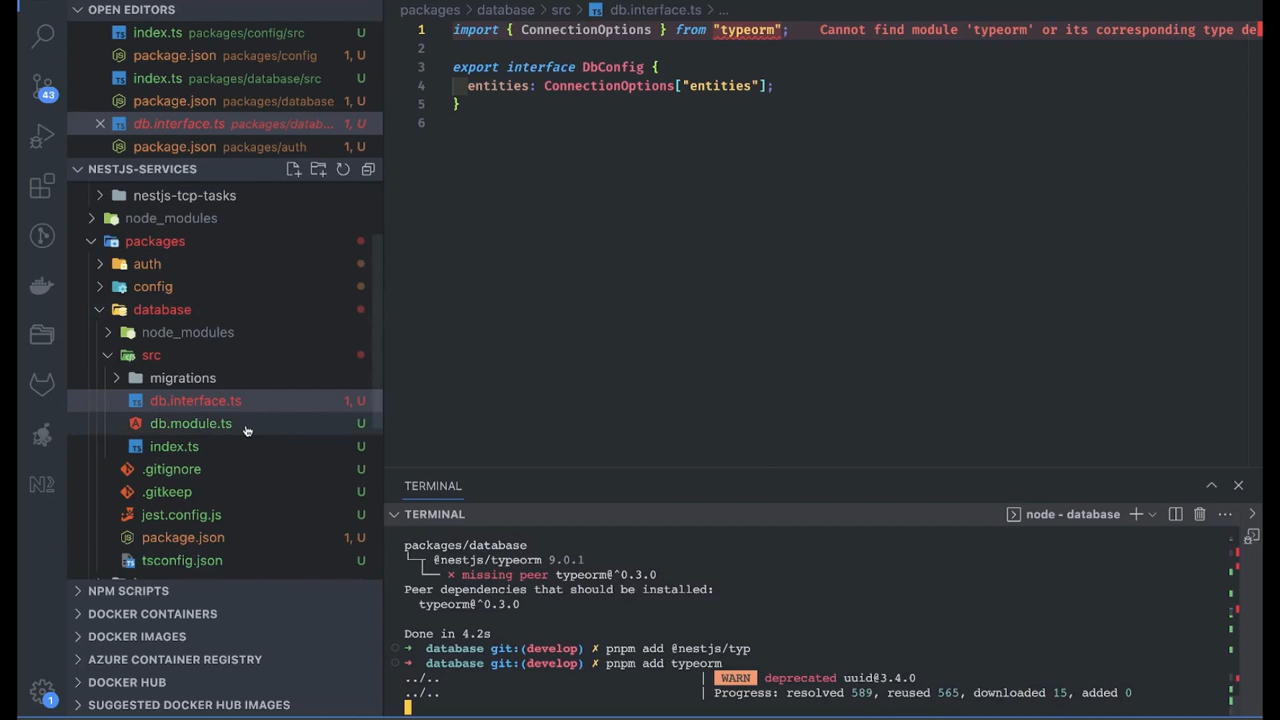 OPEN EDITORS
index.ts packages/config/src U
package.json packages/config 1, U
index.ts packages/database/src U
package.json packages/database 1, U
db.interface.ts packages/datab... 1, U
package.json packages/auth 1, U
NESTJS-SERVICES
nestjs-tcp-tasks
node_modules
packages
auth
config
database
node_modules
src
migrations
db.interface.ts 1, U
db.module.ts U
index.ts U
.gitignore U
.gitkeep U
jest.config.js U
package.json 1, U
tsconfig.json U
NPM SCRIPTS
DOCKER CONTAINERS
DOCKER IMAGES
AZURE CONTAINER REGISTRY
DOCKER HUB
SUGGESTED DOCKER HUB IMAGES
43
1
packages > database > src > db.interface.ts > ...
1 import { ConnectionOptions } from "typeorm"; Cannot find module 'typeorm' or its corresponding type de
2
3 export interface DbConfig {
4 entities: ConnectionOptions["entities"];
5 }
6
TERMINAL
TERMINAL
node - database
packages/database
└─┬ @nestjs/typeorm 9.0.1
└── ✕ missing peer typeorm@^0.3.0
Peer dependencies that should be installed:
typeorm@^0.3.0
Done in 4.2s
➜ database git:(develop) ✗ pnpm add @nestjs/typ
➜ database git:(develop) ✗ pnpm add typeorm
../.. | WARN deprecated uuid@3.4.0
../.. | Progress: resolved 589, reused 565, downloaded 15, added 0